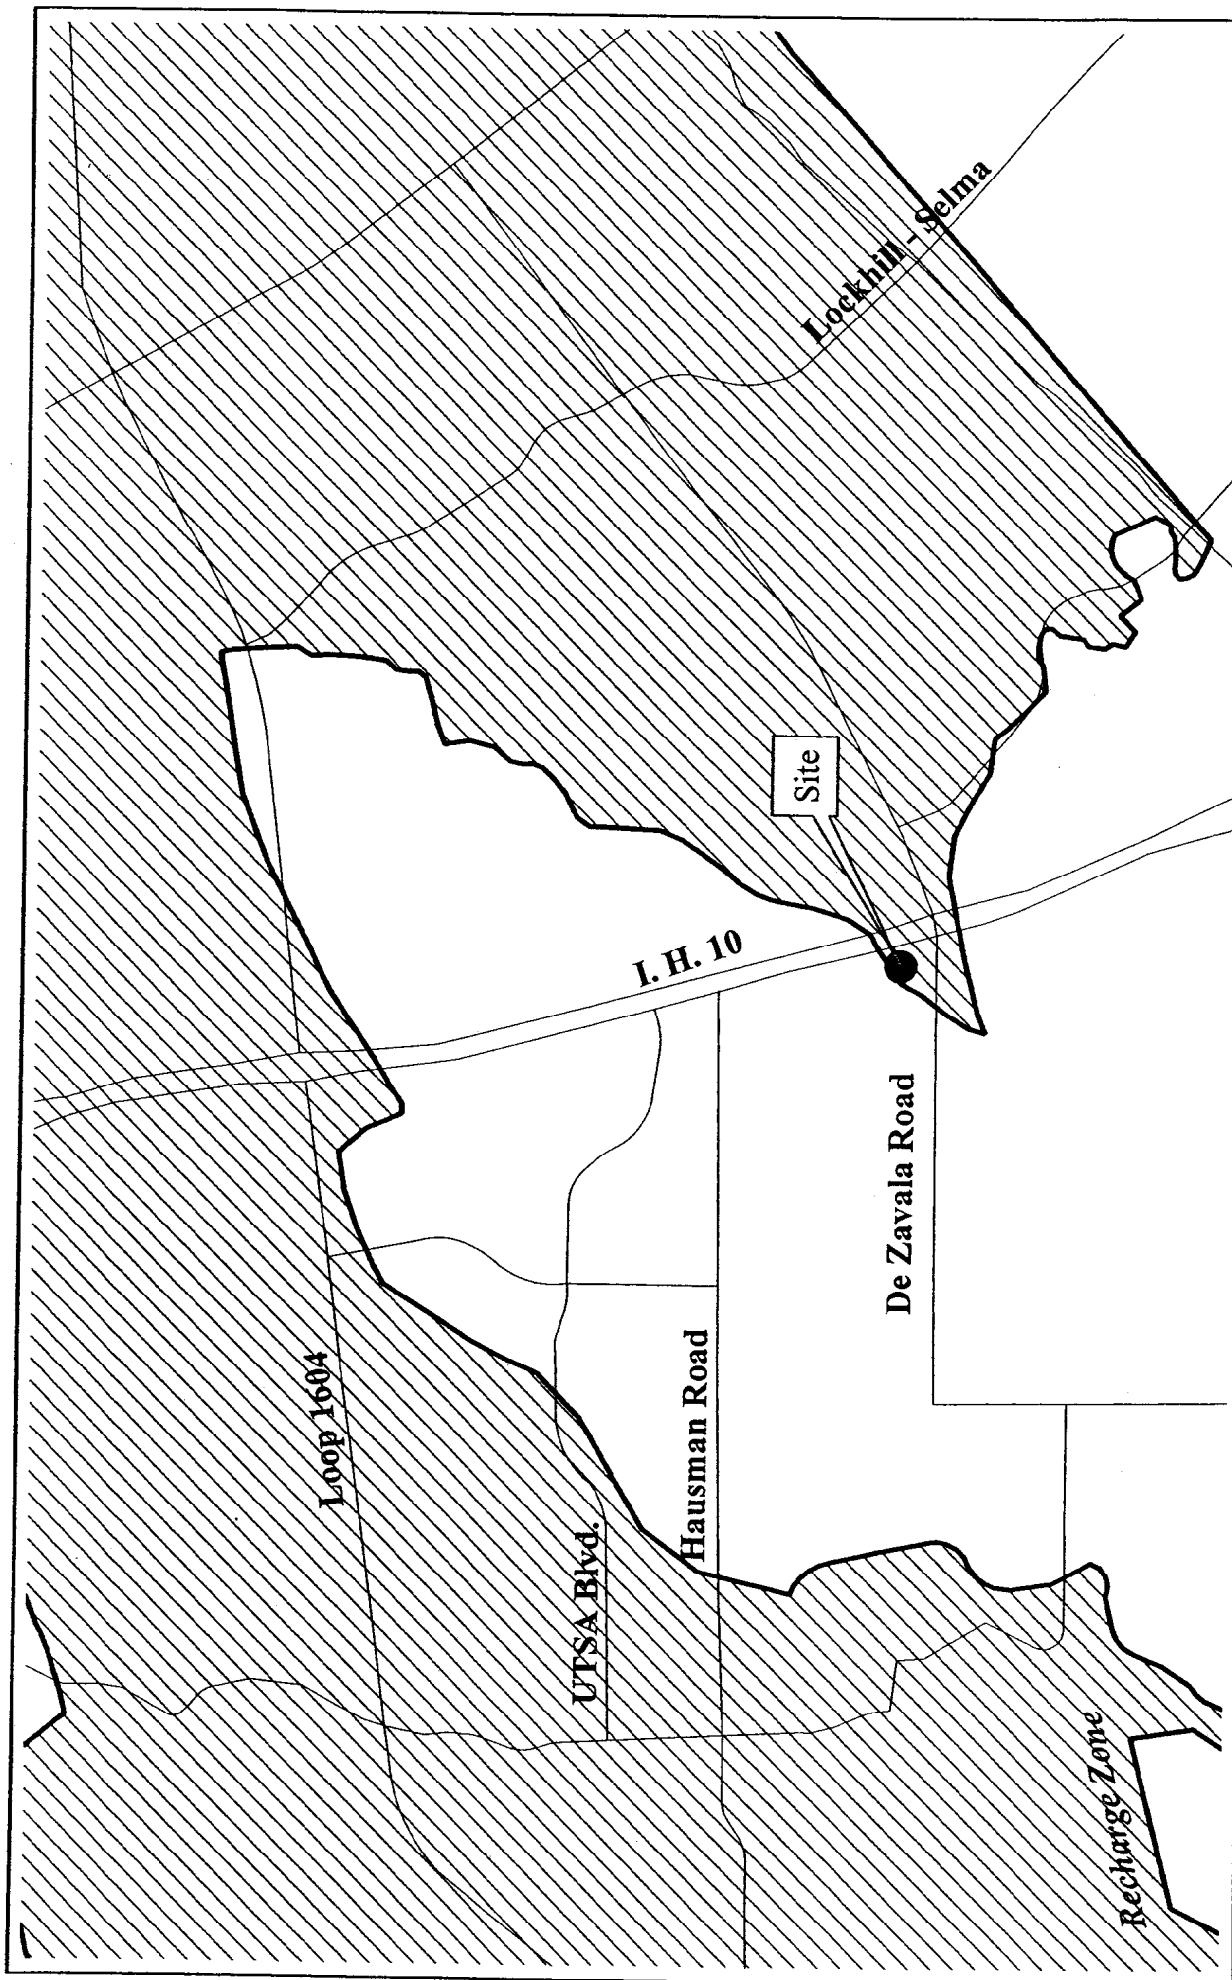 Loop 1604
UTSA Blvd.
Hausman Road
De Zavala Road
Recharge Zone
I. H. 10
Site
Lockhill - Selma